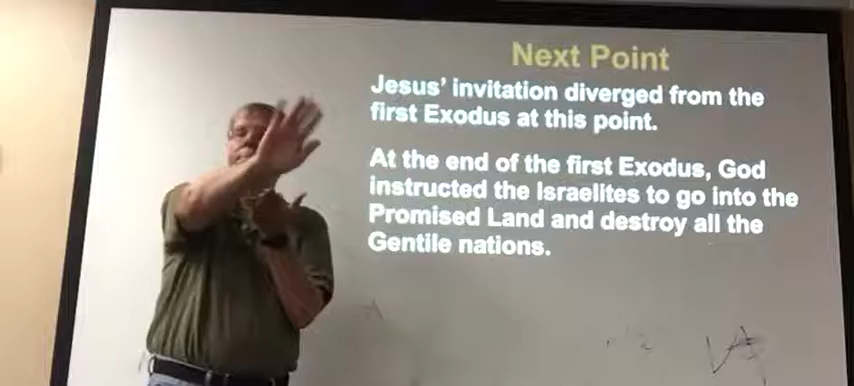 Next Point
Jesus' invitation diverged from the
first Exodus at this point.
At the end of the first Exodus, God
instructed the Israelites to go into the
Promised Land and destroy all the
Gentile nations.